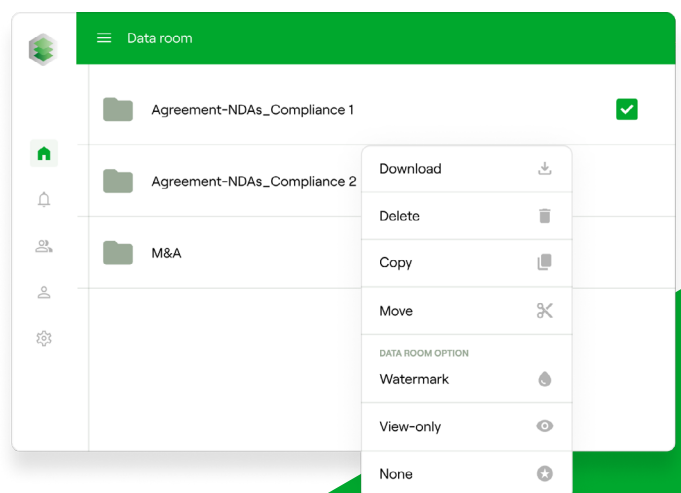 Data room
Agreement-NDAs_Compliance 1
Agreement-NDAs_Compliance 2
M&A
Download
Delete
Copy
Move
DATA ROOM OPTION
Watermark
View-only
None